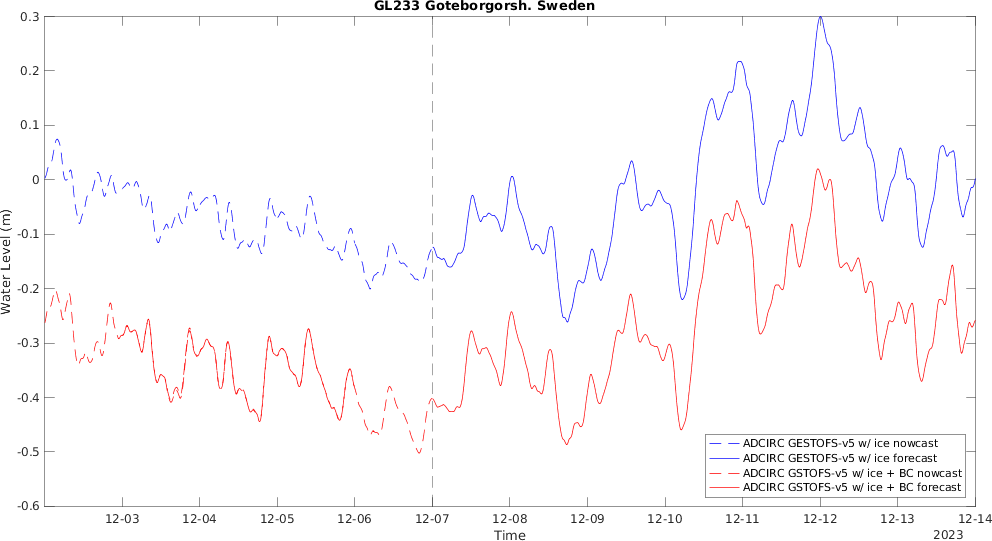 GL233 Goteborgorsh. Sweden
0.3
0.2
0.1
0
-0.1
-0.2
-0.3
-0.4
-0.5
-0.6
Water Level (m)
ADCIRC GESTOFS-v5 w/ ice nowcast
ADCIRC GESTOFS-v5 w/ ice forecast
ADCIRC GSTOFS-v5 w/ ice + BC nowcast
ADCIRC GSTOFS-v5 w/ ice + BC forecast
12-03 12-04 12-05 12-06 12-07 12-08 12-09 12-10 12-11 12-12 12-13 12-14
Time
2023